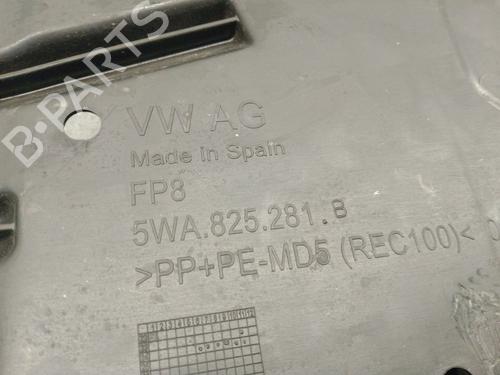 B-PARTS
VW AG
Made in Spain
FP8
5WA.825.281.B
>PP+PE-MD5 (REC100)<